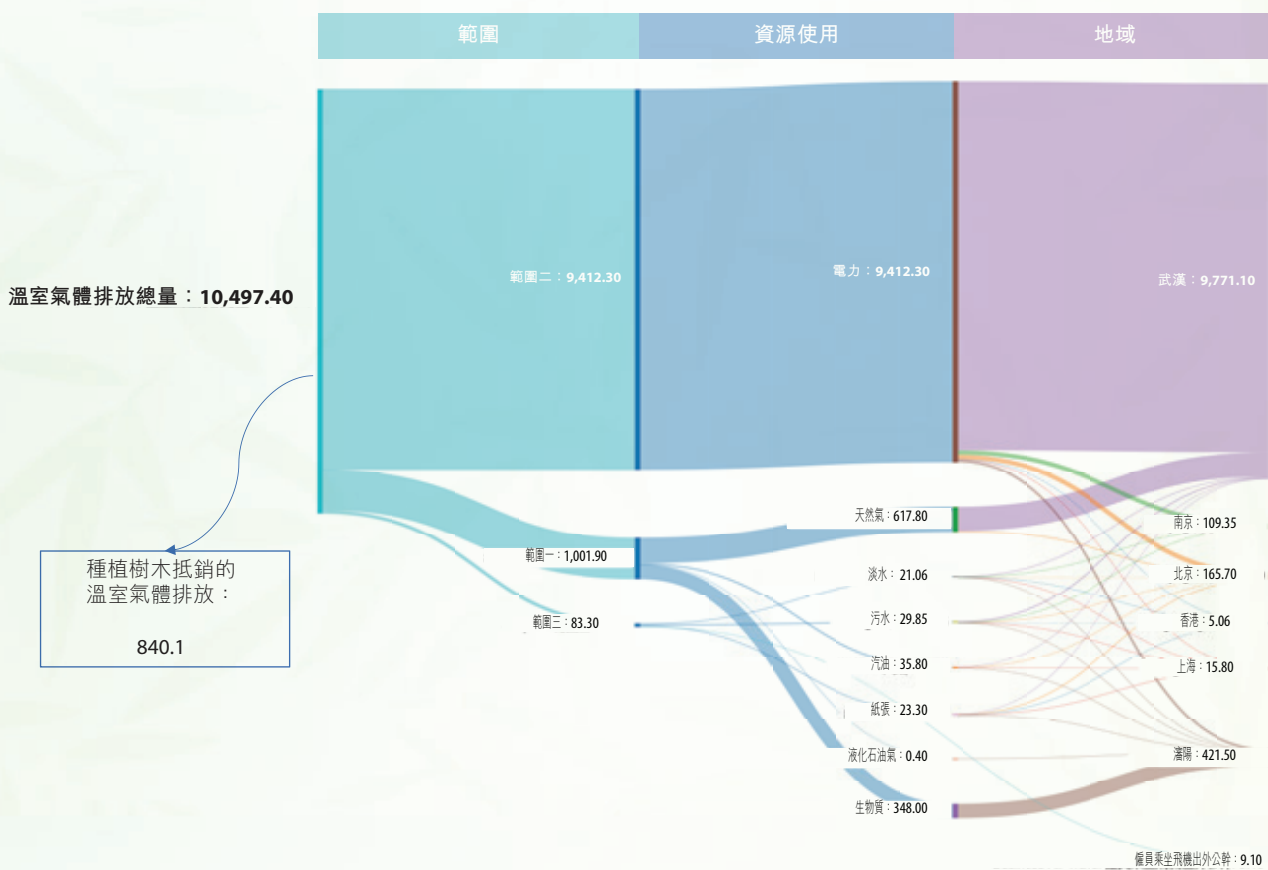 範圍
資源使用
地域
溫室氣體排放總量：10,497.40
種植樹木抵銷的
溫室氣體排放：
840.1
範圍二：9,412.30
範圍一：1,001.90
範圍三：83.30
電力：9,412.30
天然氣：617.80
淡水：21.06
污水：29.85
汽油：35.80
紙張：23.30
液化石油氣：0.40
生物質：348.00
武漢：9,771.10
南京：109.35
北京：165.70
香港：5.06
上海：15.80
瀋陽：421.50
僱員乘坐飛機出外公幹：9.10